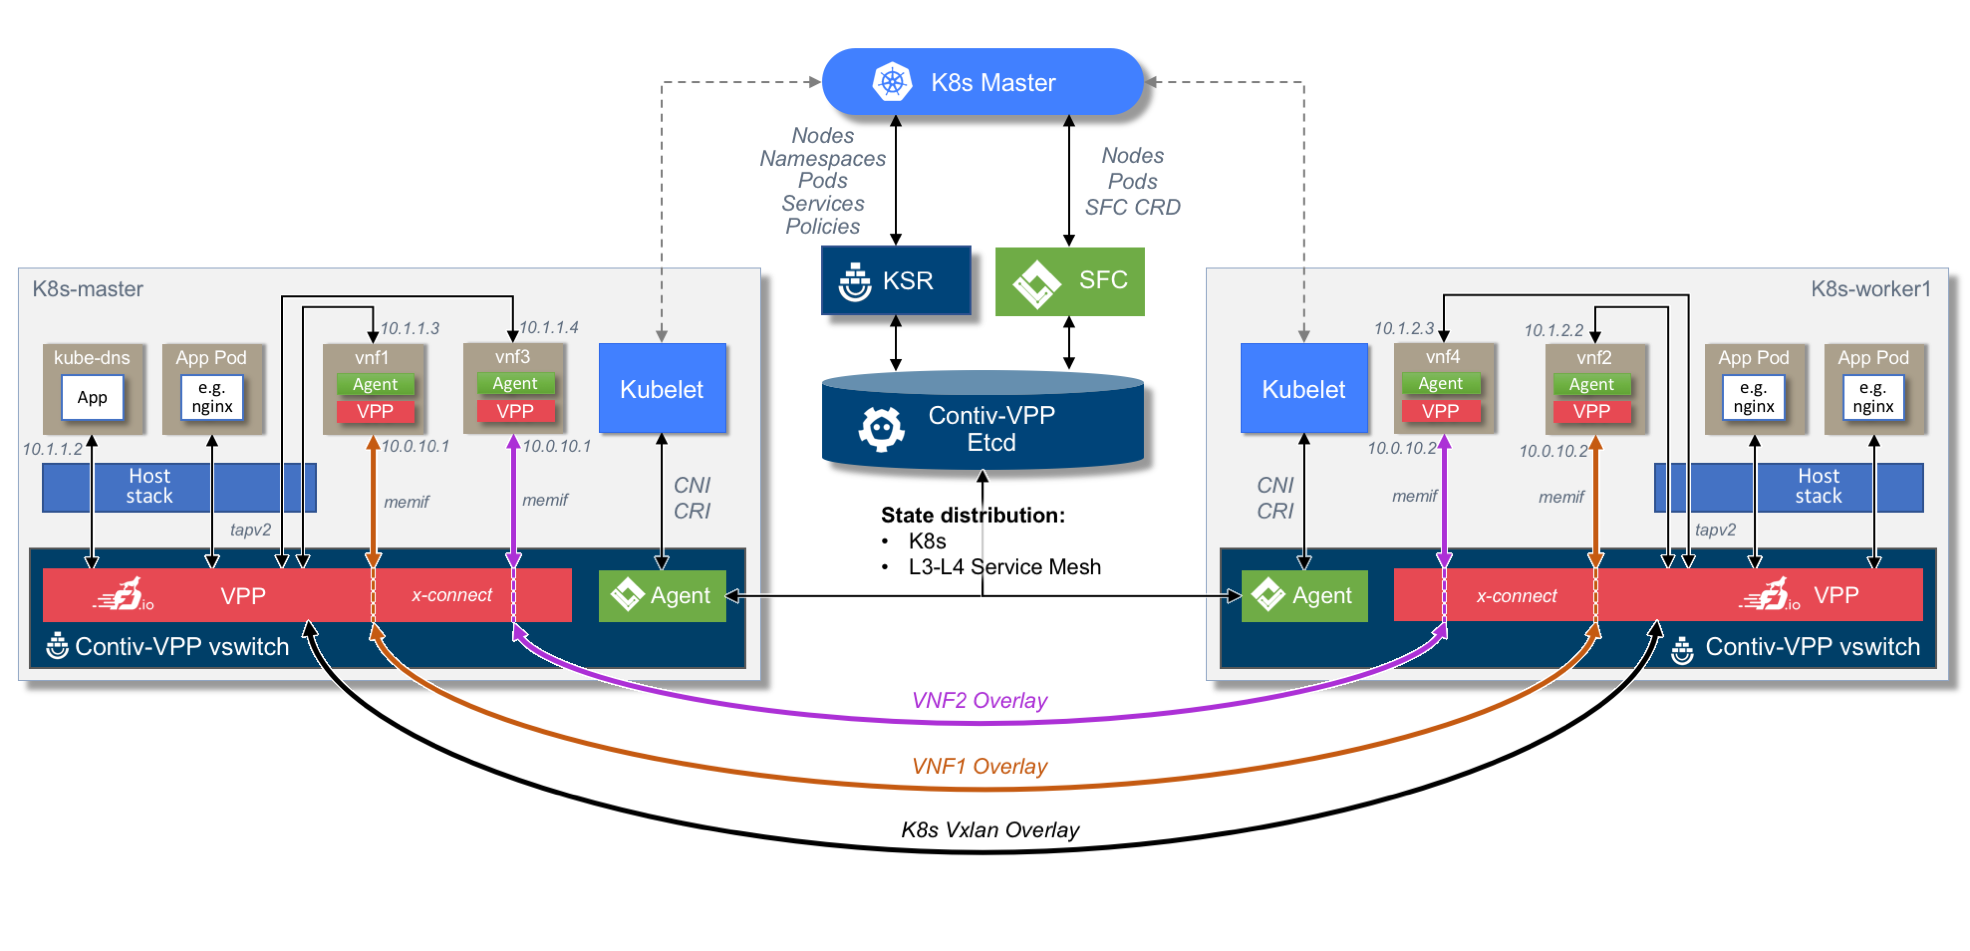 K8s Master
Nodes
Namespaces
Pods
Services
Policies
Nodes
Pods
SFC CRD
KSR
SFC
Contiv-VPP
Etcd
State distribution:
• K8s
• L3-L4 Service Mesh
K8s-master
10.1.1.3
10.1.1.4
kube-dns
App
App Pod
e.g.
nginx
vnf1
Agent
VPP
vnf3
Agent
VPP
Kubelet
10.1.1.2
10.0.10.1
10.0.10.1
Host
stack
memif
memif
CNI
CRI
tapv2
.io
VPP
x-connect
Agent
Contiv-VPP vswitch
K8s-worker1
10.1.2.3
10.1.2.2
Kubelet
vnf4
Agent
VPP
vnf2
Agent
VPP
App Pod
e.g.
nginx
App Pod
e.g.
nginx
10.0.10.2
10.0.10.2
CNI
CRI
memif
memif
Host
stack
tapv2
Agent
x-connect
.io
VPP
Contiv-VPP vswitch
VNF2 Overlay
VNF1 Overlay
K8s Vxlan Overlay